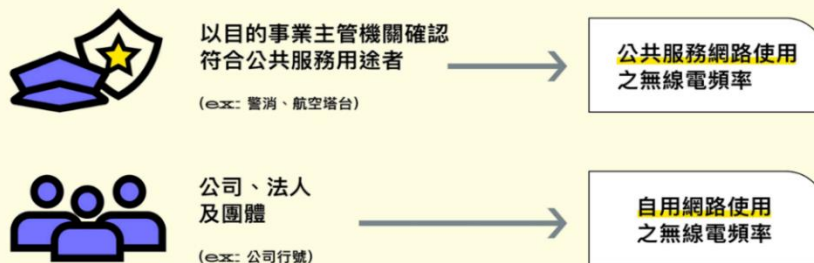 以目的事業主管機關確認
符合公共服務用途者
(ex: 警消、航空塔台)
公共服務網路使用
之無線電頻率
公司、法人
及團體
(ex: 公司行號)
自用網路使用
之無線電頻率